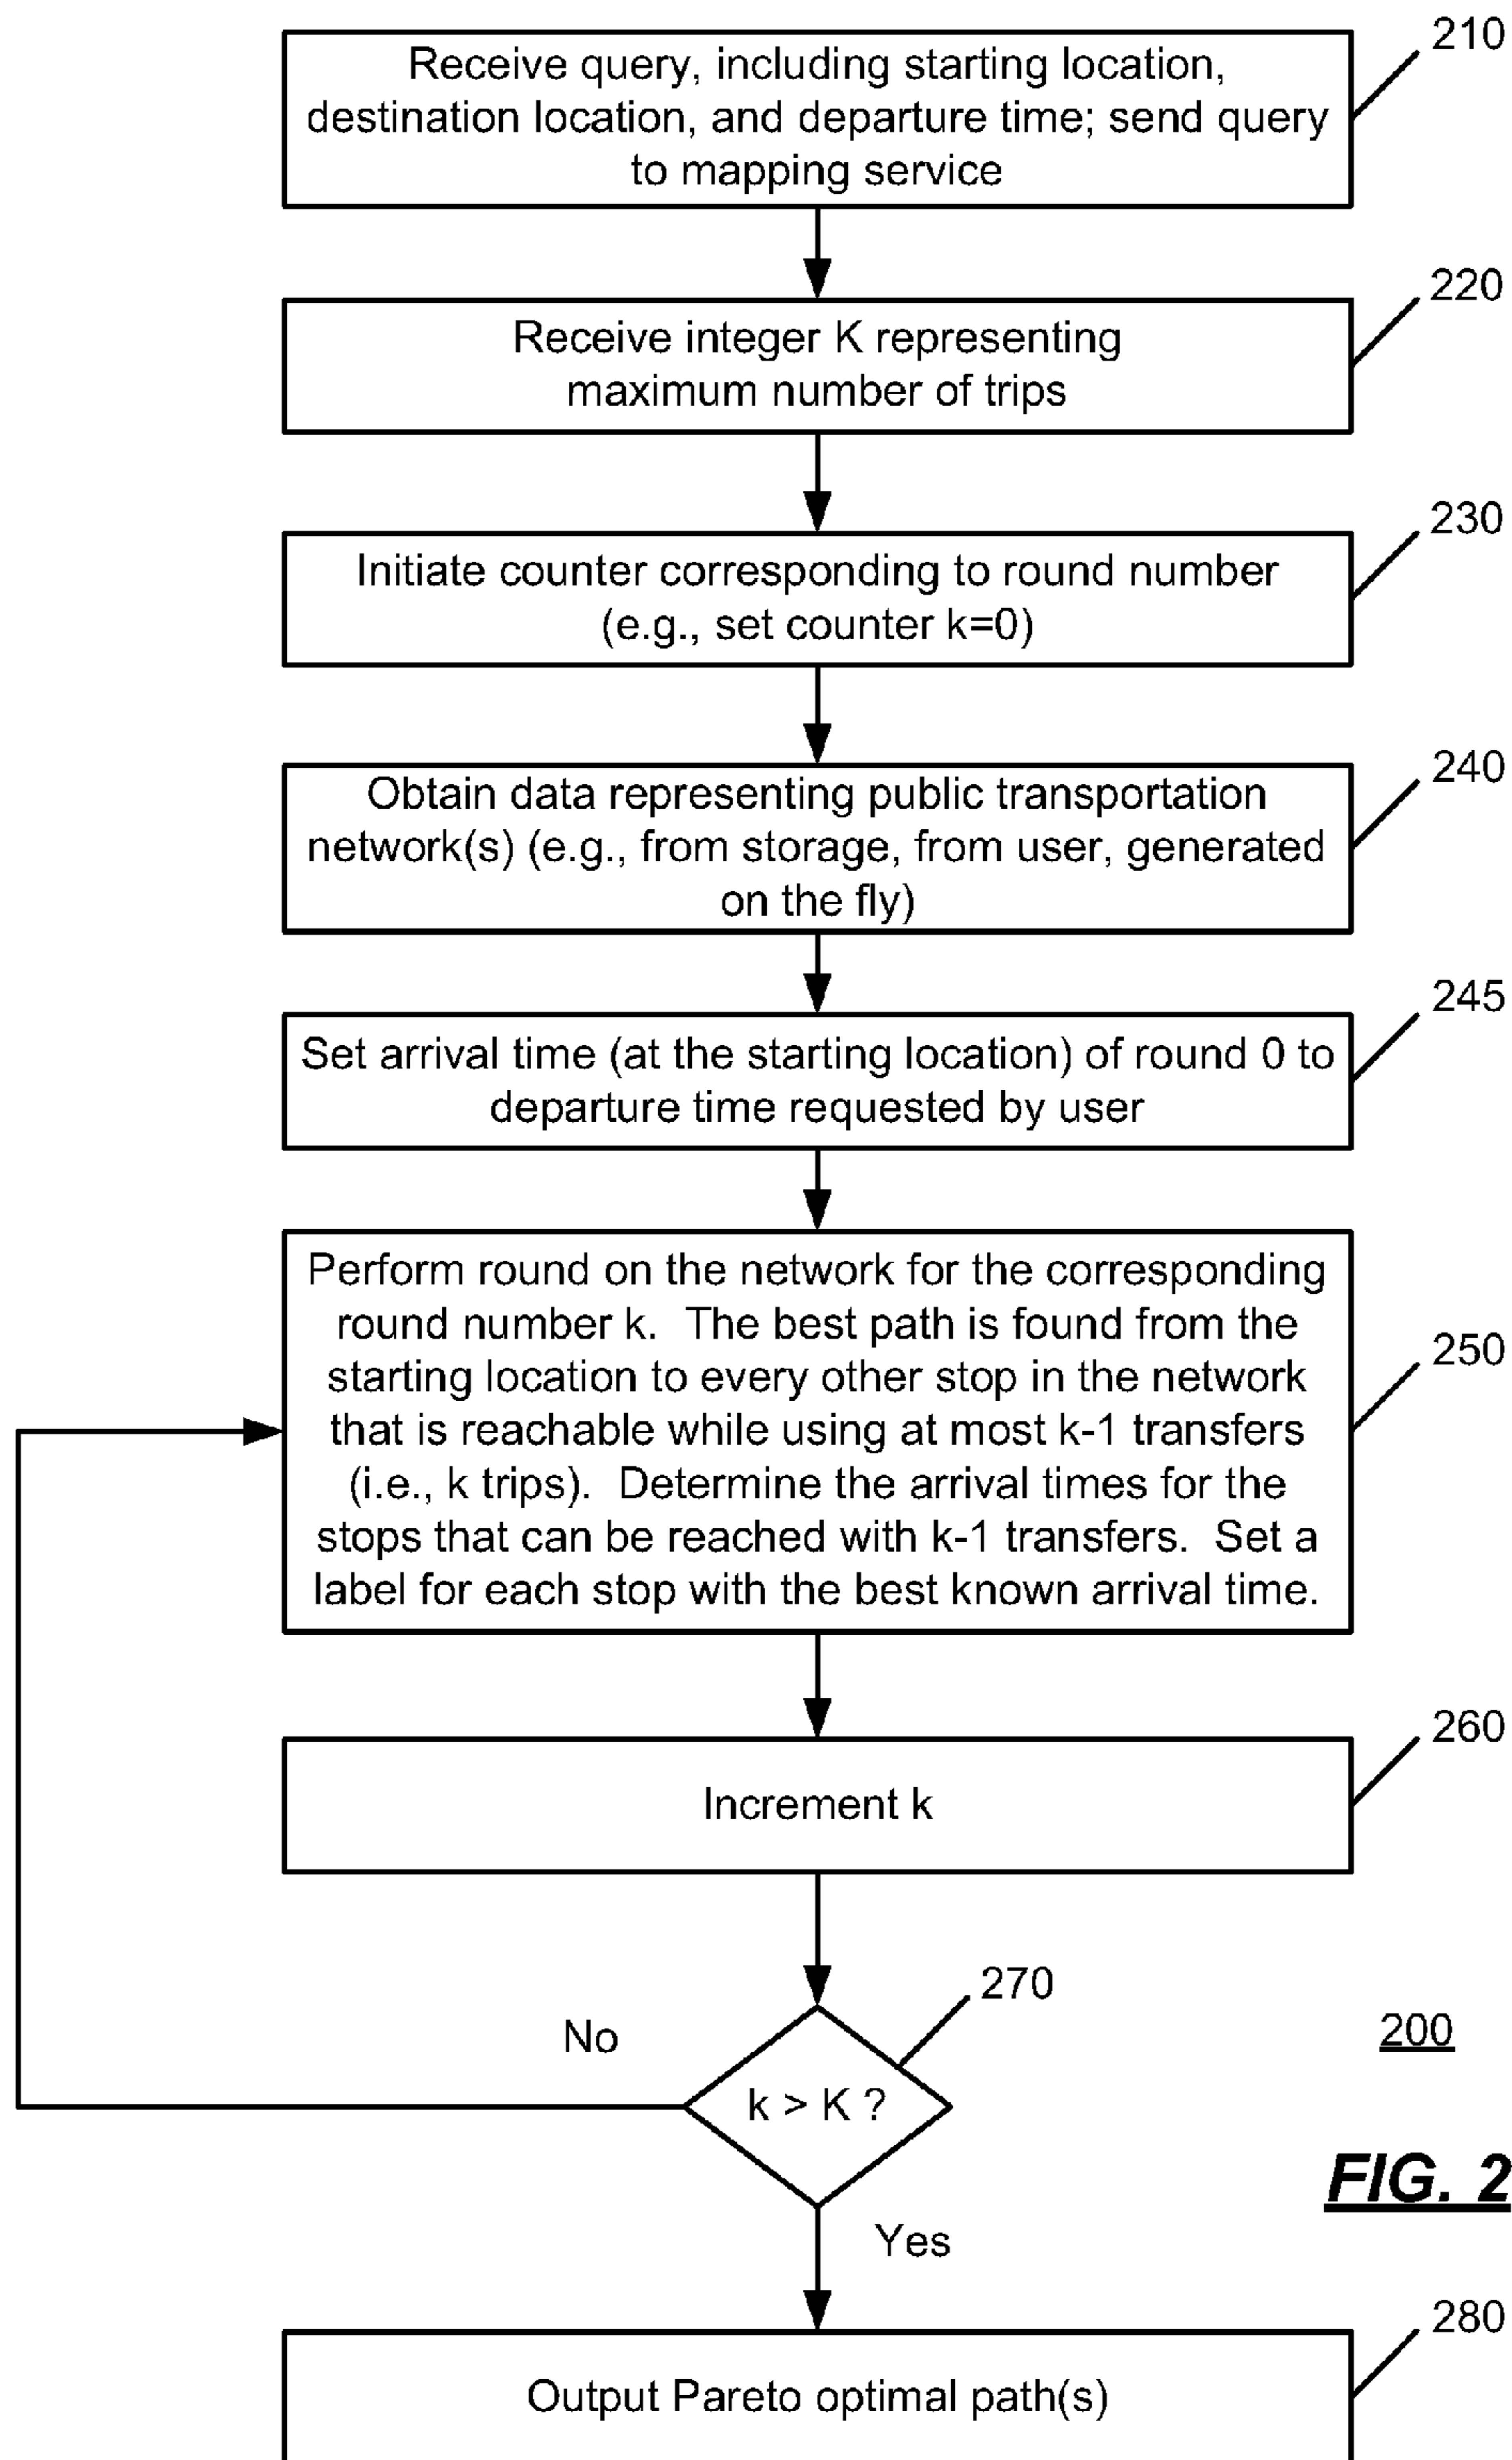 210
Receive query, including starting location,
destination location, and departure time; send query
to mapping service
220
Receive integer K representing
maximum number of trips
230
Initiate counter corresponding to round number
(e.g., set counter k=0)
240
Obtain data representing public transportation
network(s) (e.g., from storage, from user, generated
on the fly)
245
Set arrival time (at the starting location) of round 0 to
departure time requested by user
250
Perform round on the network for the corresponding
round number k.  The best path is found from the
starting location to every other stop in the network
that is reachable while using at most k-1 transfers
(i.e., k trips).  Determine the arrival times for the
stops that can be reached with k-1 transfers.  Set a
label for each stop with the best known arrival time.
260
Increment k
270
No
200
k > K ?
FIG. 2
Yes
280
Output Pareto optimal path(s)